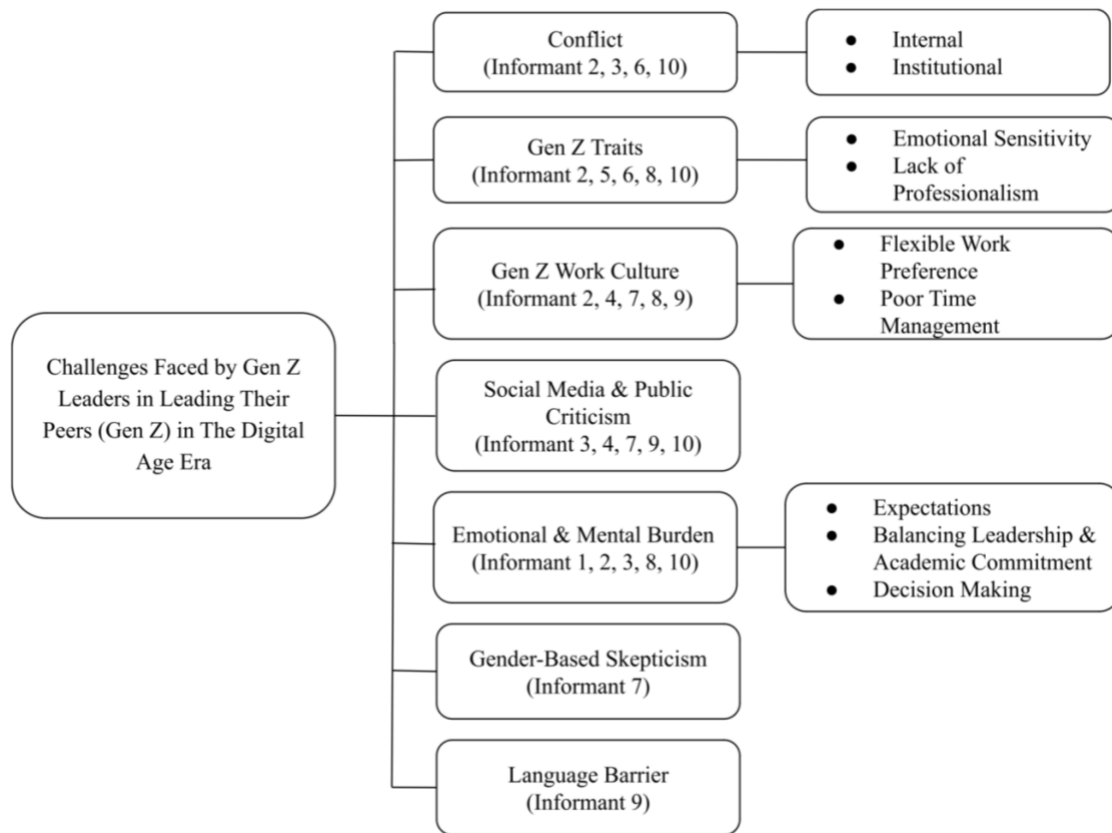 Conflict
(Informant 2, 3, 6, 10)
● Internal
● Institutional
Gen Z Traits
(Informant 2, 5, 6, 8, 10)
● Emotional Sensitivity
● Lack of
Professionalism
Gen Z Work Culture
(Informant 2, 4, 7, 8, 9)
● Flexible Work
Preference
● Poor Time
Management
Challenges Faced by Gen Z
Leaders in Leading Their
Peers (Gen Z) in The Digital
Age Era
Social Media & Public
Criticism
(Informant 3, 4, 7, 9, 10)
Emotional & Mental Burden
(Informant 1, 2, 3, 8, 10)
● Expectations
● Balancing Leadership &
Academic Commitment
● Decision Making
Gender-Based Skepticism
(Informant 7)
Language Barrier
(Informant 9)